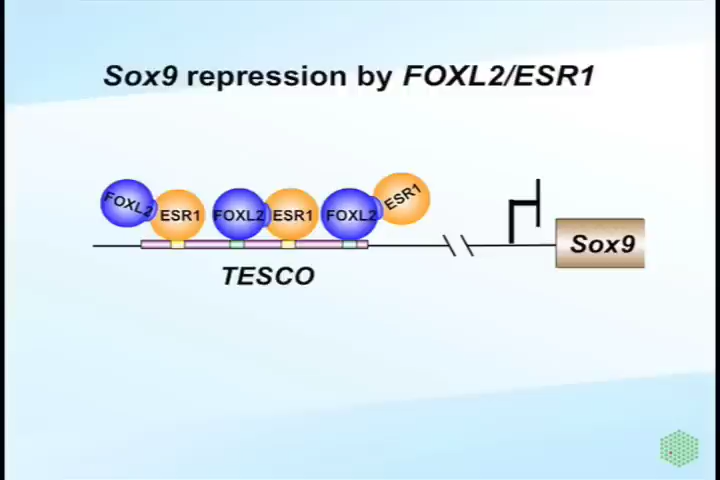 Sox9 repression by FOXL2/ESR1
FOXL2 ESR1 FOXL2 ESR1 FOXL2 ESR1
Sox9
TESCO